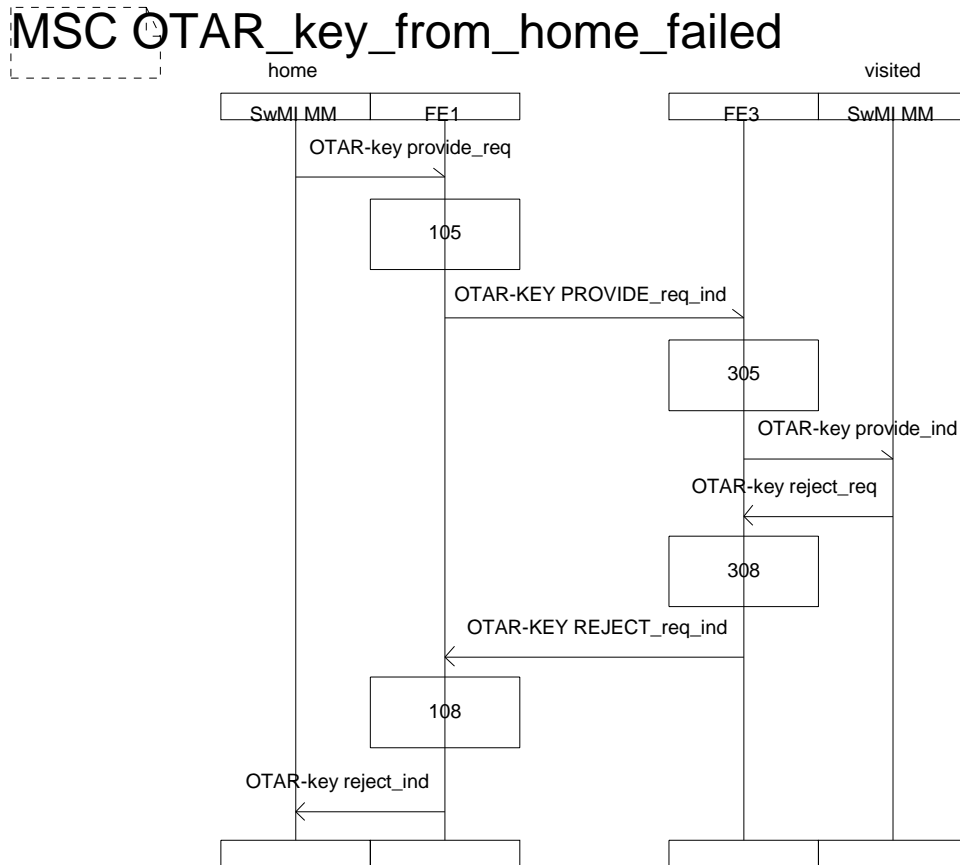 MSC OTAR_key_from_home_failed
home visited
SwMI MM FE1 FE3 SwMI MM
OTAR-key provide_req
105
OTAR-KEY PROVIDE_req_ind
305
OTAR-key provide_ind
OTAR-key reject_req
308
OTAR-KEY REJECT_req_ind
108
OTAR-key reject_ind